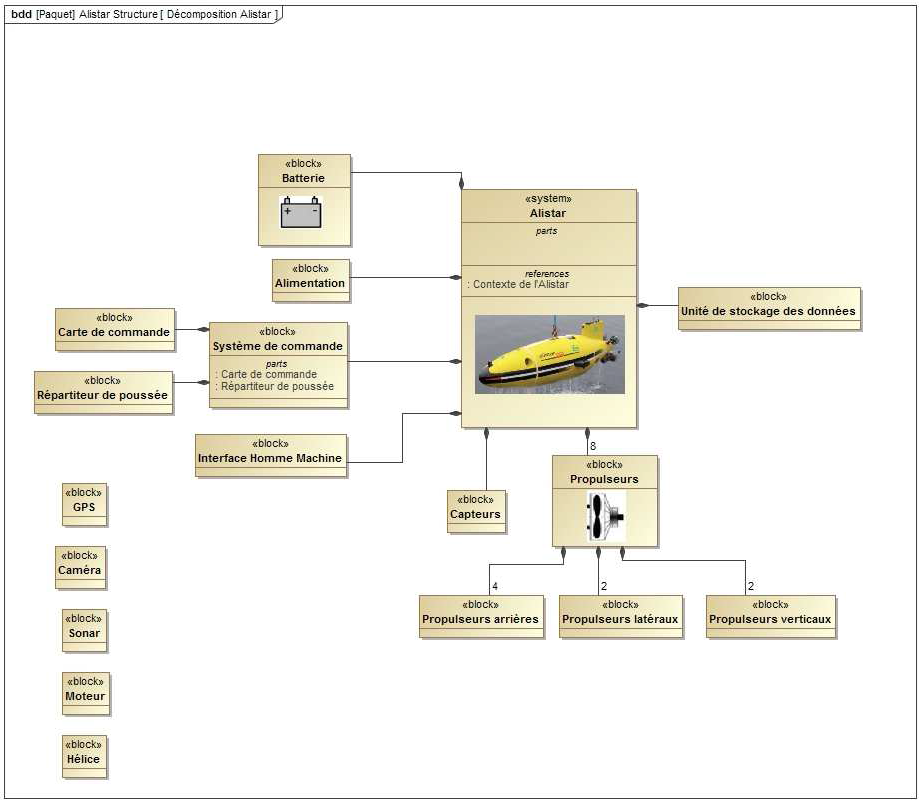 bdd [Paquet] Alistar Structure [ Décomposition Alistar ]
«block»
Batterie
+ -
«system»
Alistar
parts
references
: Contexte de l'Alistar
«block»
Alimentation
«block»
Unité de stockage des données
«block»
Carte de commande
«block»
Système de commande
parts
: Carte de commande
: Répartiteur de poussée
«block»
Répartiteur de poussée
«block»
Interface Homme Machine
8
«block»
Propulseurs
«block»
Capteurs
«block»
GPS
«block»
Caméra
4
2
2
«block»
Propulseurs arrières
«block»
Propulseurs latéraux
«block»
Propulseurs verticaux
«block»
Sonar
«block»
Moteur
«block»
Hélice